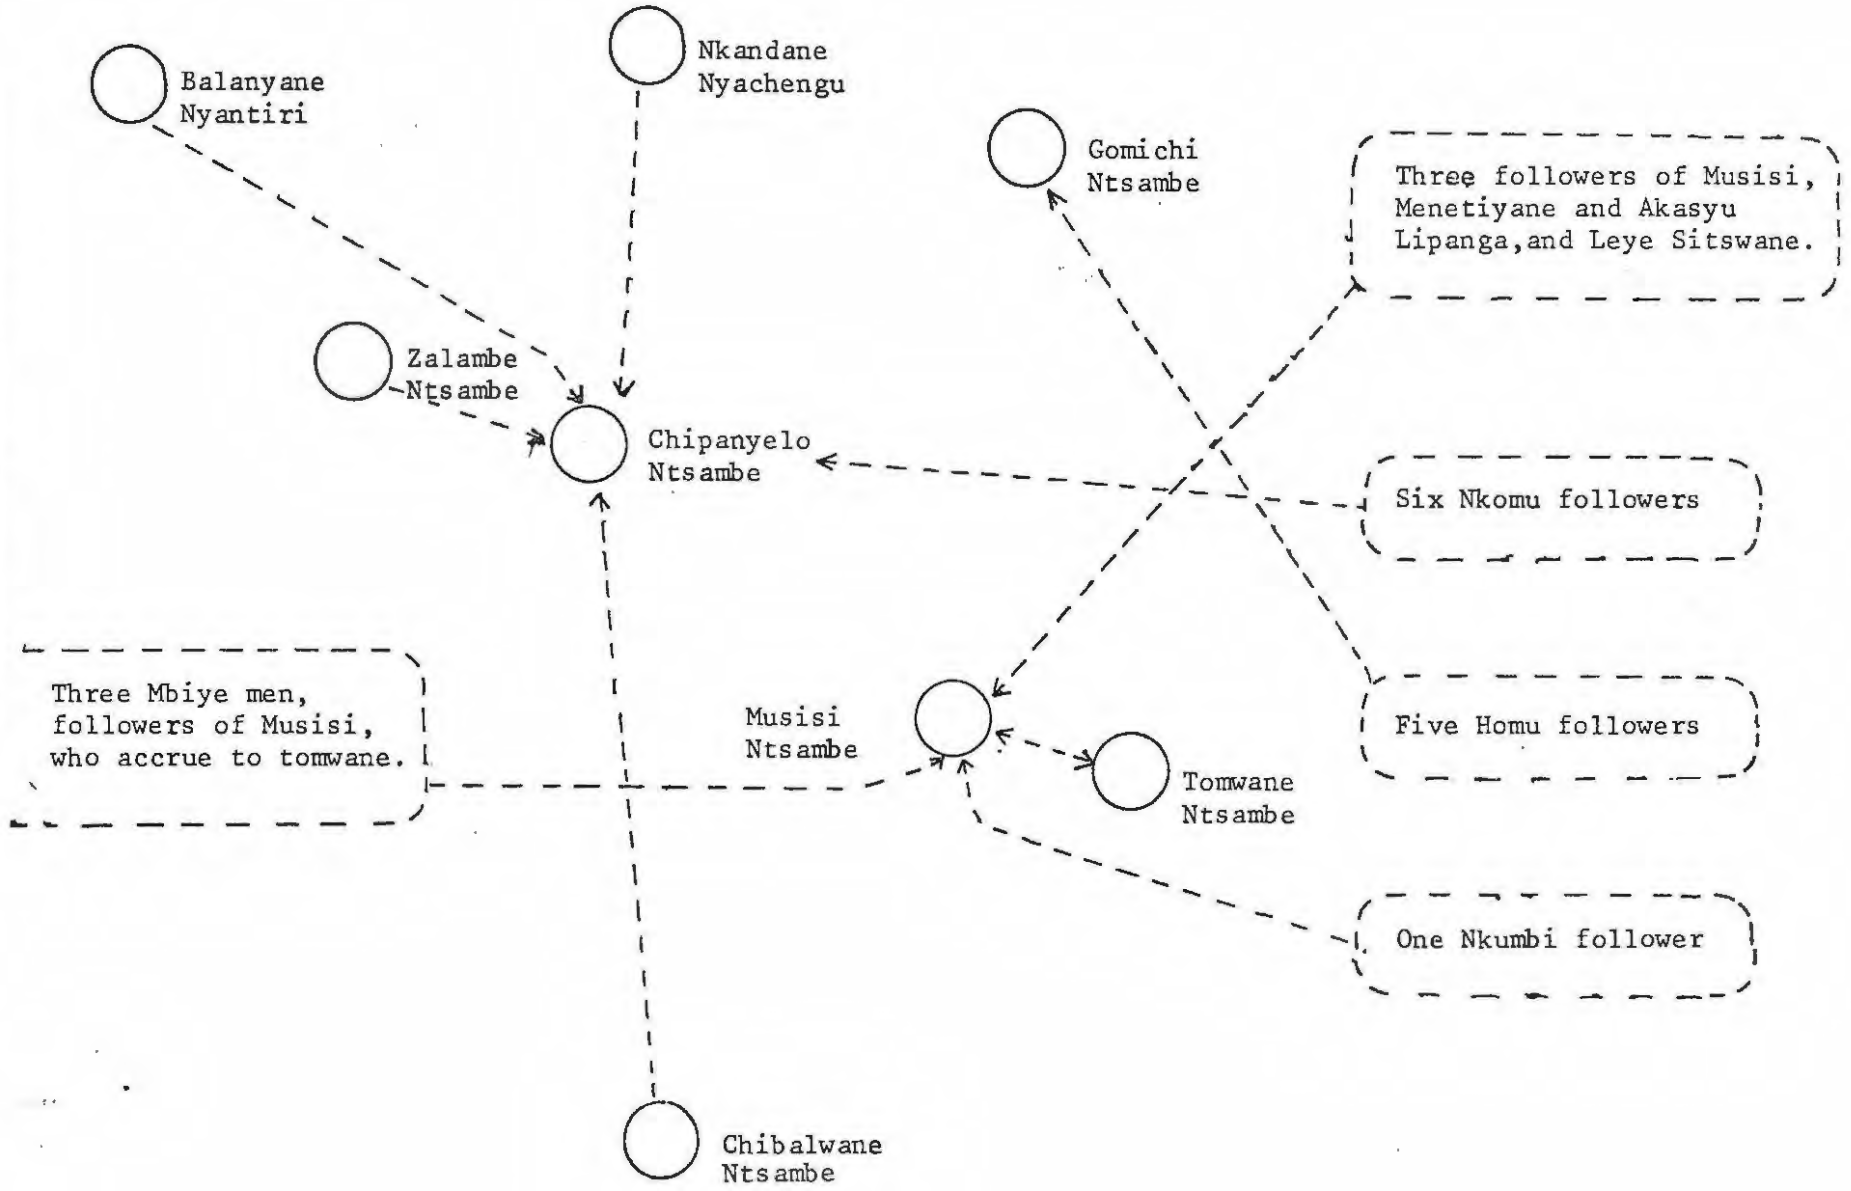 Balanyane
Nyantiri
Nkandane
Nyachengu
Gomichi
Ntsambe
Three followers of Musisi,
Menetiyane and Akasyu
Lipanga,and Leye Sitswane.
Zalambe
Ntsambe
Chipanyelo
Ntsambe
Six Nkomu followers
Three Mbiye men,
followers of Musisi,
who accrue to tomwane.
Musisi
Ntsambe
Five Homu followers
Tomwane
Ntsambe
One Nkumbi follower
Chibalwane
Ntsambe